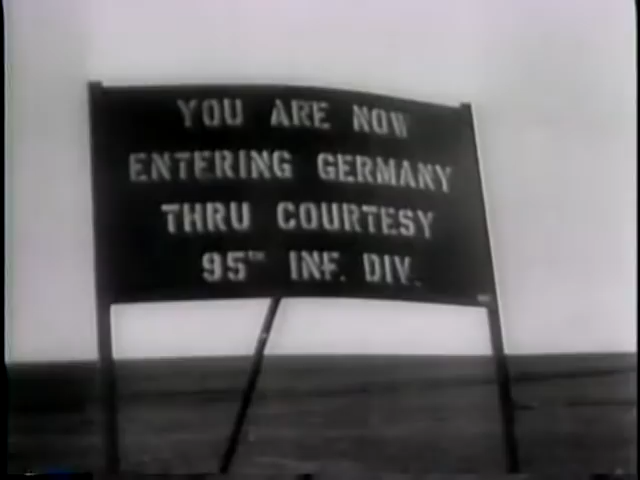 YOU ARE NOW
ENTERING GERMANY
THRU COURTESY
95TH INF. DIV.